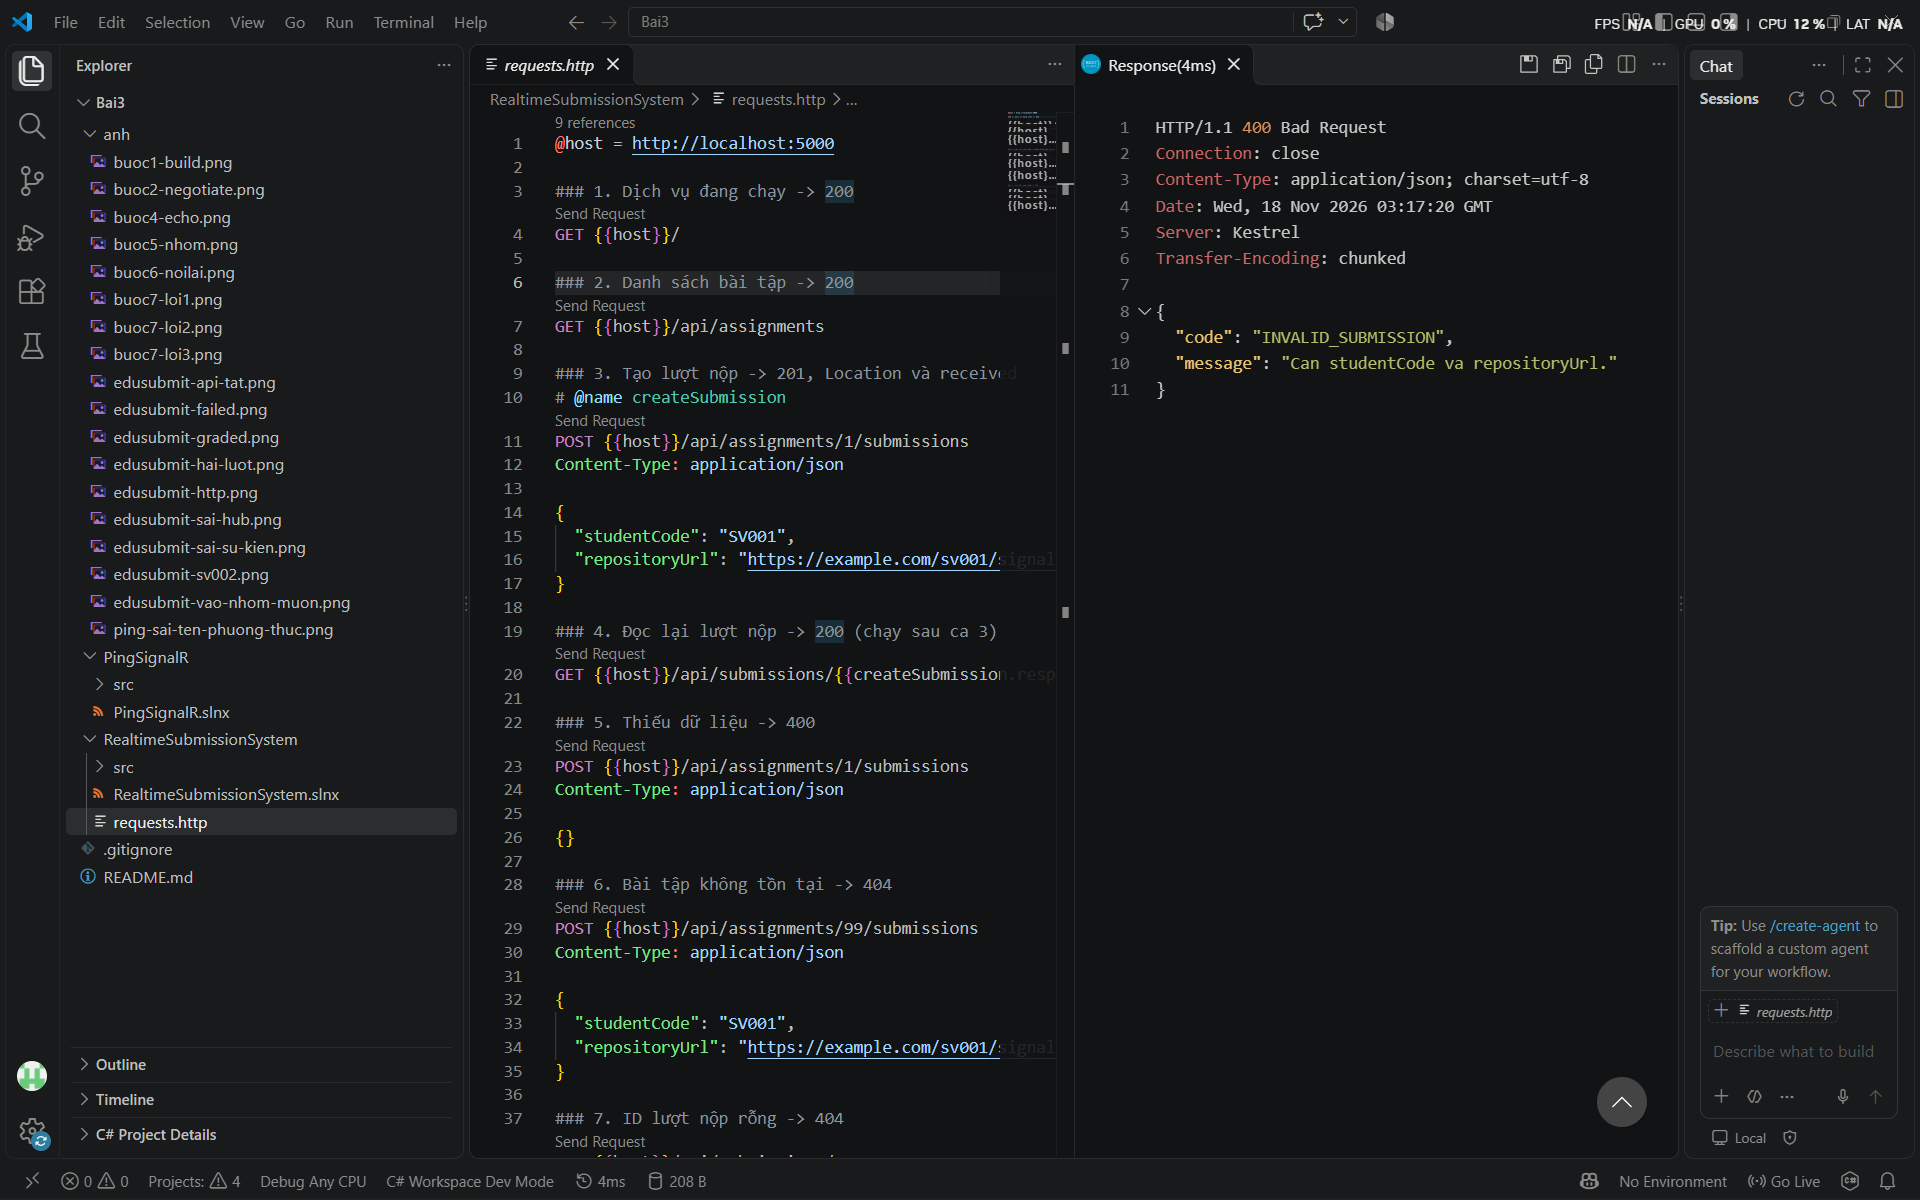 File Edit Selection View Go Run Terminal Help
Bai3
FPS N/A | GPU 0% | CPU 12% | LAT N/A
Explorer
Bai3
anh
buoc1-build.png
buoc2-negotiate.png
buoc4-echo.png
buoc5-nhom.png
buoc6-noilai.png
buoc7-loi1.png
buoc7-loi2.png
buoc7-loi3.png
edusubmit-api-tat.png
edusubmit-failed.png
edusubmit-graded.png
edusubmit-hai-luot.png
edusubmit-http.png
edusubmit-sai-hub.png
edusubmit-sai-su-kien.png
edusubmit-sv002.png
edusubmit-vao-nhom-muon.png
ping-sai-ten-phuong-thuc.png
PingSignalR
src
PingSignalR.slnx
RealtimeSubmissionSystem
src
RealtimeSubmissionSystem.slnx
requests.http
.gitignore
README.md
Outline
Timeline
C# Project Details
requests.http
RealtimeSubmissionSystem > requests.http > ...
9 references
1 @host = http://localhost:5000
2
3 ### 1. Dịch vụ đang chạy -> 200
Send Request
4 GET {{host}}/
5
6 ### 2. Danh sách bài tập -> 200
Send Request
7 GET {{host}}/api/assignments
8
9 ### 3. Tạo lượt nộp -> 201, Location và received
10 # @name createSubmission
Send Request
11 POST {{host}}/api/assignments/1/submissions
12 Content-Type: application/json
13
14 {
15 "studentCode": "SV001",
16 "repositoryUrl": "https://example.com/sv001/signal
17 }
18
19 ### 4. Đọc lại lượt nộp -> 200 (chạy sau ca 3)
Send Request
20 GET {{host}}/api/submissions/{{createSubmission.resp
21
22 ### 5. Thiếu dữ liệu -> 400
Send Request
23 POST {{host}}/api/assignments/1/submissions
24 Content-Type: application/json
25
26 {}
27
28 ### 6. Bài tập không tồn tại -> 404
Send Request
29 POST {{host}}/api/assignments/99/submissions
30 Content-Type: application/json
31
32 {
33 "studentCode": "SV001",
34 "repositoryUrl": "https://example.com/sv001/signal
35 }
36
37 ### 7. ID lượt nộp rỗng -> 404
Send Request
{{host}...
{{host}...
{{host}...
{{host}...
Response(4ms)
1 HTTP/1.1 400 Bad Request
2 Connection: close
3 Content-Type: application/json; charset=utf-8
4 Date: Wed, 18 Nov 2026 03:17:20 GMT
5 Server: Kestrel
6 Transfer-Encoding: chunked
7
8 {
9 "code": "INVALID_SUBMISSION",
10 "message": "Can studentCode va repositoryUrl."
11 }
Chat
Sessions
Tip: Use /create-agent to
scaffold a custom agent
for your workflow.
requests.http
Describe what to build
Local
0 0 Projects: 4 Debug Any CPU C# Workspace Dev Mode 4ms 208 B
No Environment Go Live